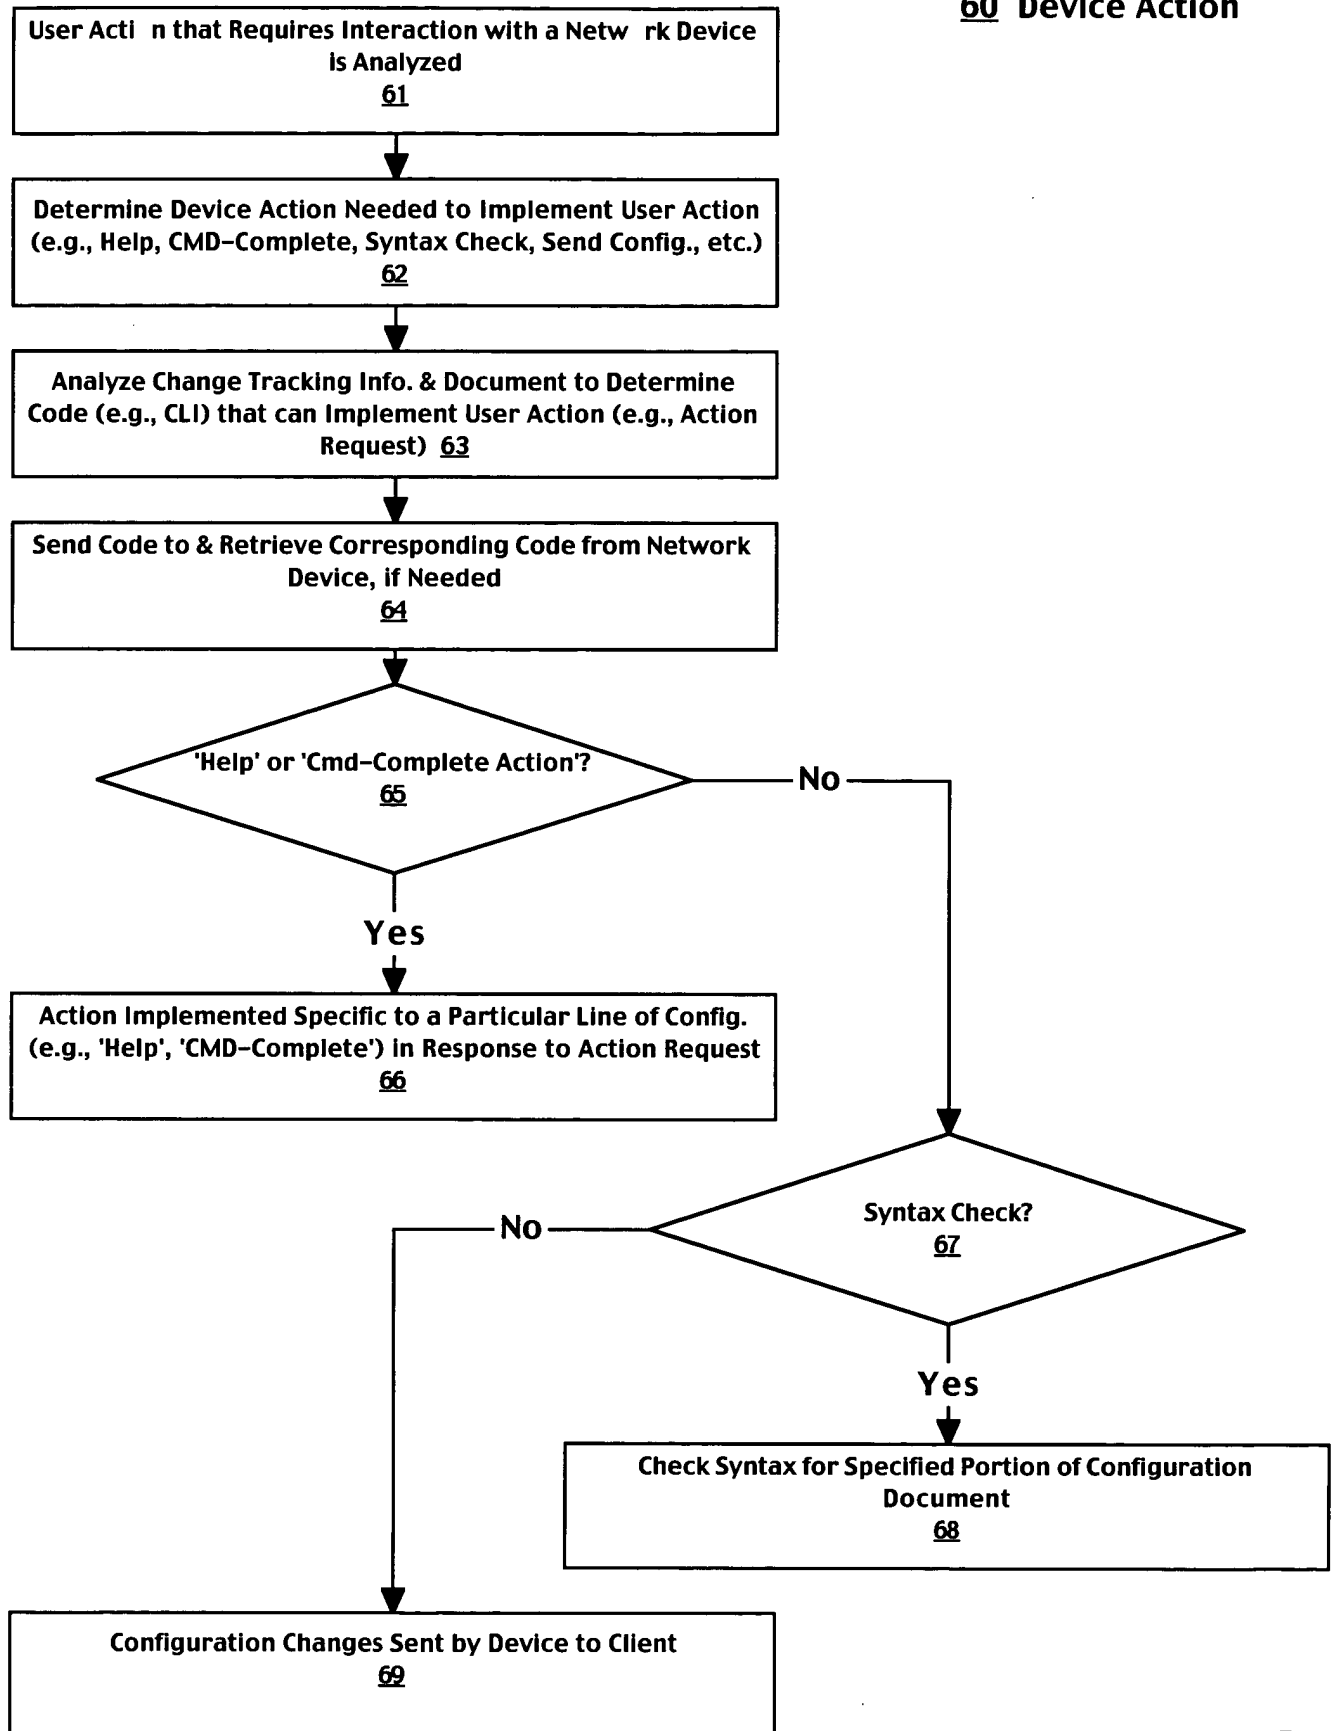 60 Device Action
User Acti n that Requires Interaction with a Netw rk Device
is Analyzed
61
Determine Device Action Needed to Implement User Action
(e.g., Help, CMD-Complete, Syntax Check, Send Config., etc.)
62
Analyze Change Tracking Info. & Document to Determine
Code (e.g., CLI) that can Implement User Action (e.g., Action
Request) 63
Send Code to & Retrieve Corresponding Code from Network
Device, if Needed
64
'Help' or 'Cmd-Complete Action'?
65
No
Yes
Action Implemented Specific to a Particular Line of Config.
(e.g., 'Help', 'CMD-Complete') in Response to Action Request
66
Syntax Check?
67
No
Yes
Check Syntax for Specified Portion of Configuration
Document
68
Configuration Changes Sent by Device to Client
69